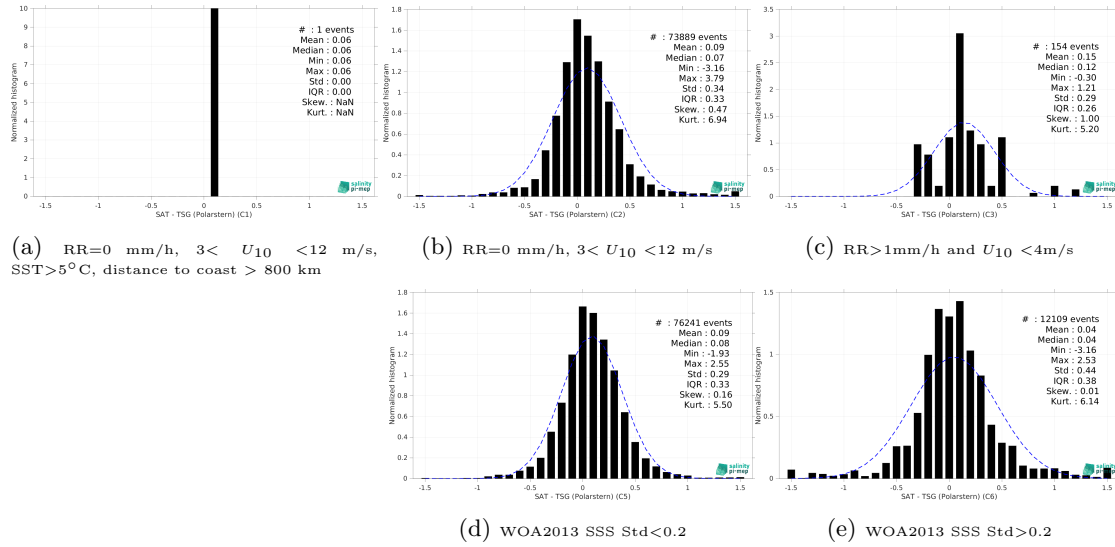 10
9
8
7
6
5
4
3
2
1
0
Normalized histogram
# : 1 events
Mean : 0.06
Median : 0.06
Min : 0.06
Max : 0.06
Std : 0.00
IQR : 0.00
Skew. : NaN
Kurt. : NaN
salinity
pi-mep
-1.5 -1 -0.5 0 0.5 1 1.5
SAT - TSG (Polarstern) (C1)
(a) RR=0 mm/h, 3< U10 <12 m/s,
SST>5°C, distance to coast > 800 km
1.8
1.6
1.4
1.2
1
0.8
0.6
0.4
0.2
0
Normalized histogram
# : 73889 events
Mean : 0.09
Median : 0.07
Min : -3.16
Max : 3.79
Std : 0.34
IQR : 0.33
Skew. : 0.47
Kurt. : 6.94
salinity
pi-mep
-1.5 -1 -0.5 0 0.5 1 1.5
SAT - TSG (Polarstern) (C2)
(b) RR=0 mm/h, 3< U10 <12 m/s
3.5
3
2.5
2
1.5
1
0.5
0
Normalized histogram
# : 154 events
Mean : 0.15
Median : 0.12
Min : -0.30
Max : 1.21
Std : 0.29
IQR : 0.26
Skew. : 1.00
Kurt. : 5.20
salinity
pi-mep
-1.5 -1 -0.5 0 0.5 1 1.5
SAT - TSG (Polarstern) (C3)
(c) RR>1mm/h and U10 <4m/s
1.8
1.6
1.4
1.2
1
0.8
0.6
0.4
0.2
0
Normalized histogram
# : 76241 events
Mean : 0.09
Median : 0.08
Min : -1.93
Max : 2.55
Std : 0.29
IQR : 0.33
Skew. : 0.16
Kurt. : 5.50
salinity
pi-mep
-1.5 -1 -0.5 0 0.5 1 1.5
SAT - TSG (Polarstern) (C5)
(d) WOA2013 SSS Std<0.2
1.5
1
0.5
0
Normalized histogram
# : 12109 events
Mean : 0.04
Median : 0.04
Min : -3.16
Max : 2.53
Std : 0.44
IQR : 0.38
Skew. : 0.01
Kurt. : 6.14
salinity
pi-mep
-1.5 -1 -0.5 0 0.5 1 1.5
SAT - TSG (Polarstern) (C6)
(e) WOA2013 SSS Std>0.2